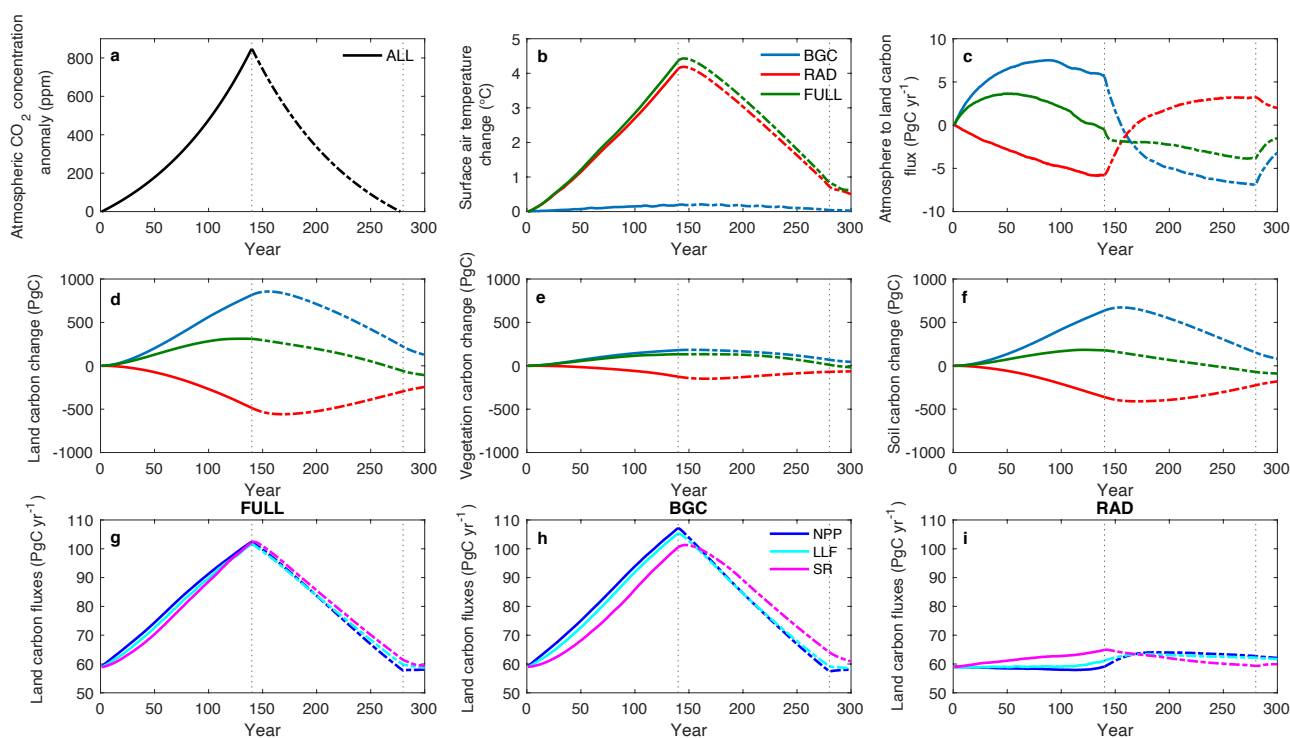 a
ALL
Atmospheric CO2 concentration
anomaly (ppm)
800
600
400
200
0
0 50 100 150 200 250 300
Year
b
BGC
RAD
FULL
Surface air temperature
change (°C)
5
4
3
2
1
0
0 50 100 150 200 250 300
Year
c
Atmosphere to land carbon
flux (PgC yr-1)
10
5
0
-5
-10
0 50 100 150 200 250 300
Year
d
Land carbon change (PgC)
1000
500
0
-500
-1000
0 50 100 150 200 250 300
Year
e
Vegetation carbon change (PgC)
1000
500
0
-500
-1000
0 50 100 150 200 250 300
Year
f
Soil carbon change (PgC)
1000
500
0
-500
-1000
0 50 100 150 200 250 300
Year
FULL
g
Land carbon fluxes (PgC yr-1)
110
100
90
80
70
60
50
0 50 100 150 200 250 300
Year
BGC
h
NPP
LLF
SR
Land carbon fluxes (PgC yr-1)
110
100
90
80
70
60
50
0 50 100 150 200 250 300
Year
RAD
i
Land carbon fluxes (PgC yr-1)
110
100
90
80
70
60
50
0 50 100 150 200 250 300
Year